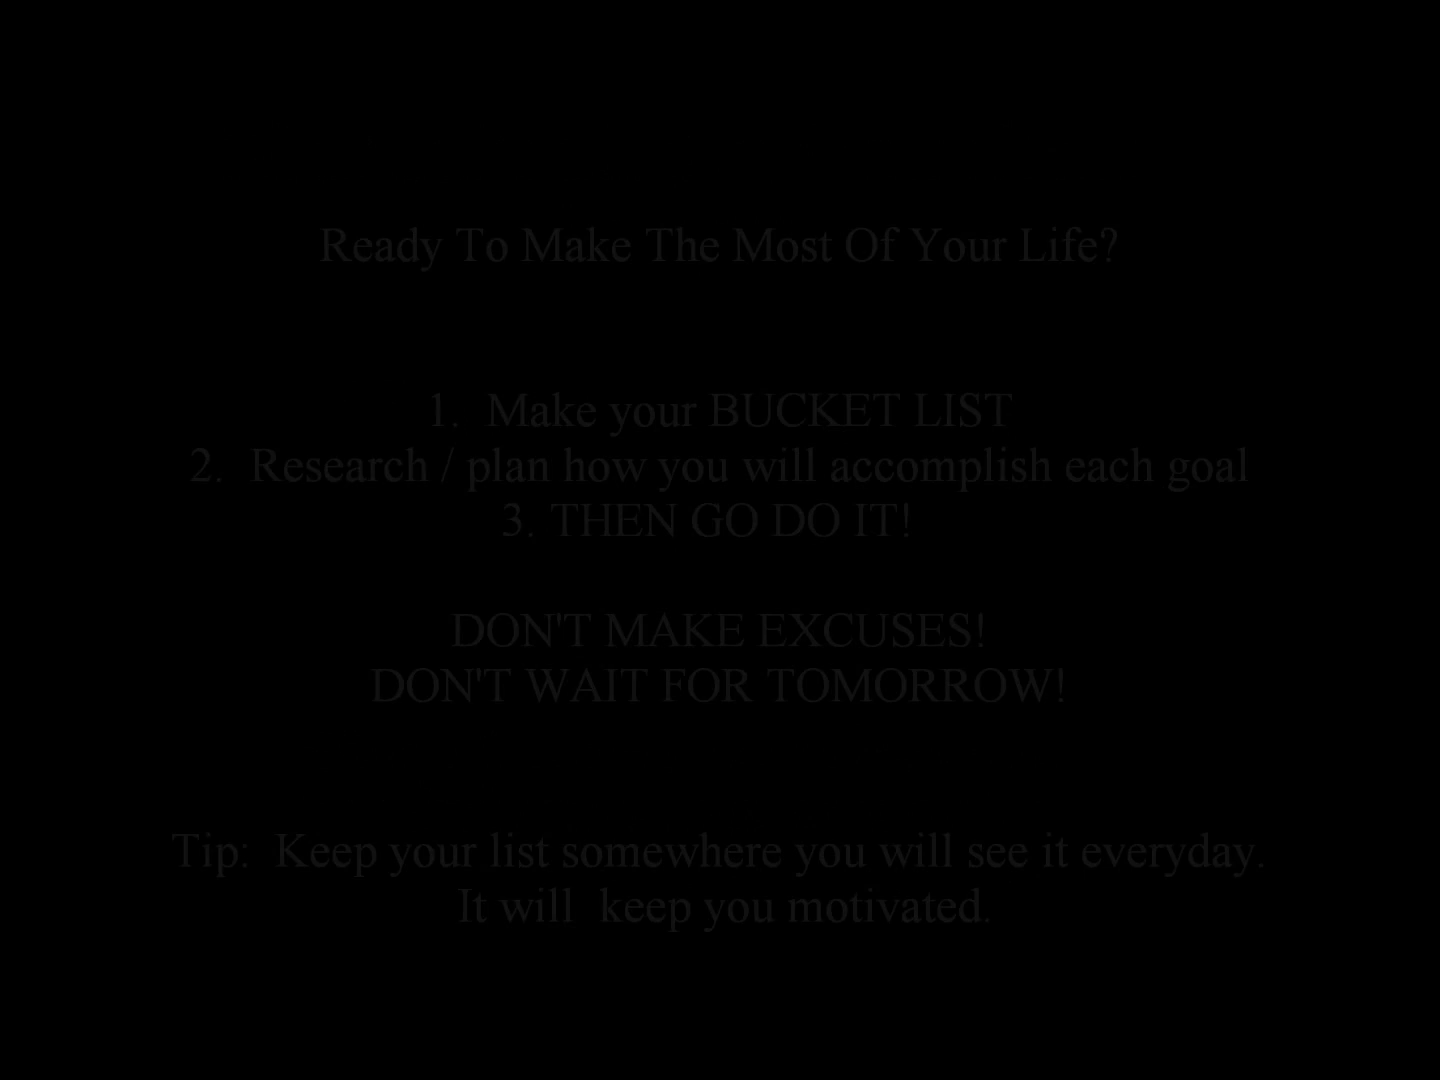 Ready To Make The Most Of Your Life?
1.  Make your BUCKET LIST
2.  Research / plan how you will accomplish each goal
3. THEN GO DO IT!
DON'T MAKE EXCUSES!
DON'T WAIT FOR TOMORROW!
Tip:  Keep your list somewhere you will see it everyday.
It will  keep you motivated.